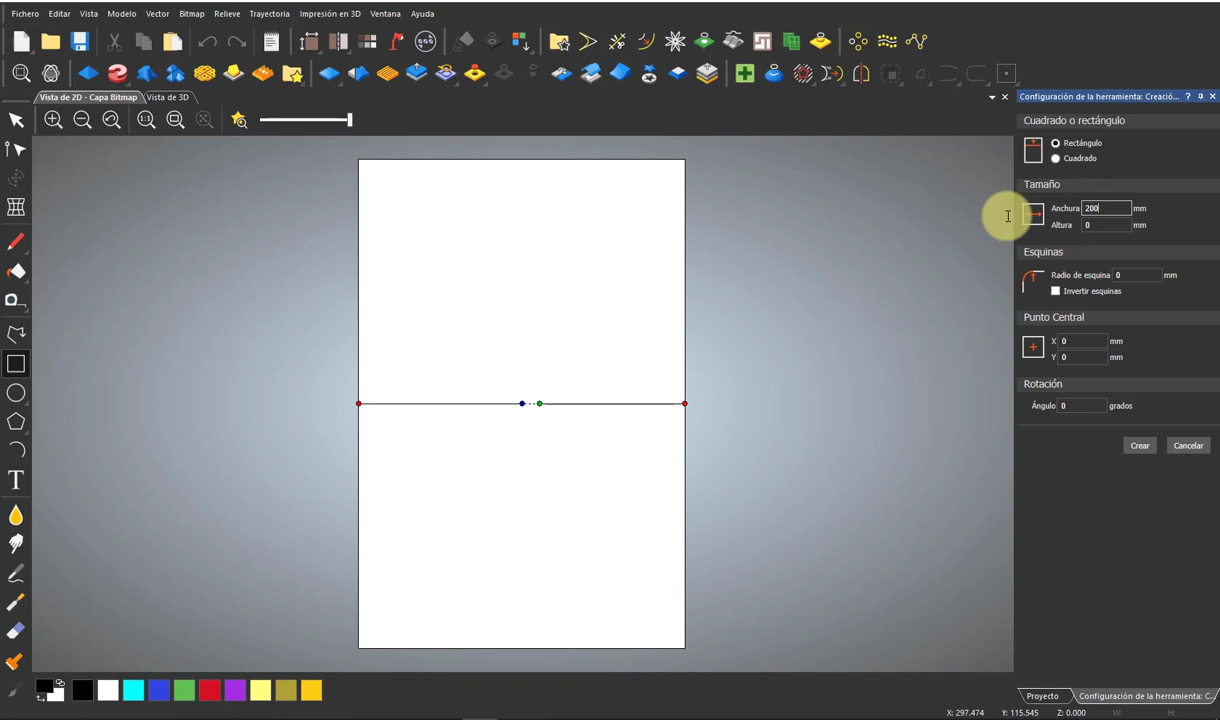 Fichero Editar Vista Modelo Vector Bitmap Relieve Trayectoria Impresión en 3D Ventana Ayuda
Vista de 2D - Capa Bitmap Vista de 3D
1:1
Configuración de la herramienta: Creació...
Cuadrado o rectángulo
Rectángulo
Cuadrado
Tamaño
Anchura 200 mm
Altura 0 mm
Esquinas
Radio de esquina 0 mm
Invertir esquinas
Punto Central
X 0 mm
Y 0 mm
Rotación
Ángulo 0 grados
Crear Cancelar
T
Proyecto Configuración de la herramienta: C...
X: 297.474 Y: 115.545 Z: 0.000 W: H: